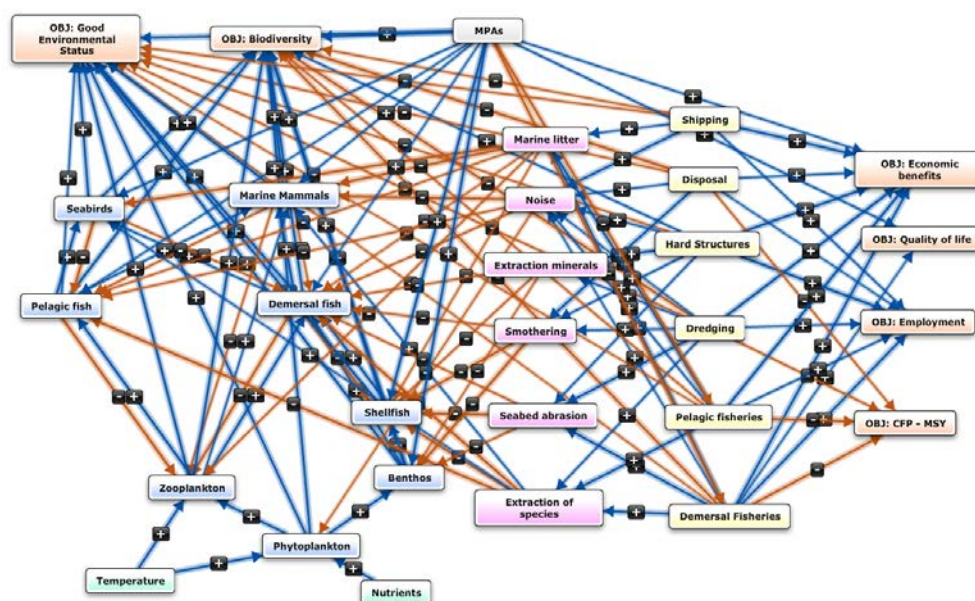 OBJ: Good
Environmental
Status
OBJ: Biodiversity
MPAs
Shipping
Marine litter
OBJ: Economic
benefits
Disposal
Marine Mammals
Noise
Seabirds
Hard Structures
OBJ: Quality of life
Extraction minerals
Pelagic fish
Demersal fish
Smothering
Dredging
OBJ: Employment
Shellfish
Seabed abrasion
Pelagic fisheries
OBJ: CFP - MSY
Benthos
Zooplankton
Extraction of
species
Demersal Fisheries
Phytoplankton
Temperature
Nutrients